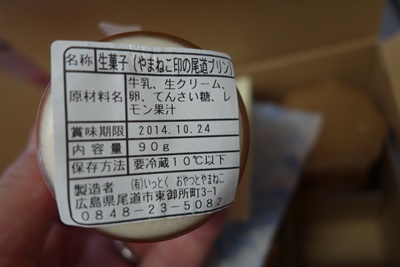 名称 生菓子(やまねこ印の尾道プリン)
原材料名 牛乳、生クリーム、
卵、てんさい糖、レ
モン果汁
賞味期限 2014.10.24
内容量 90g
保存方法 要冷蔵10℃以下
製造者 (有)いっとく おやつとやまねこ
広島県尾道市東御所町3-1
0848-23-5082